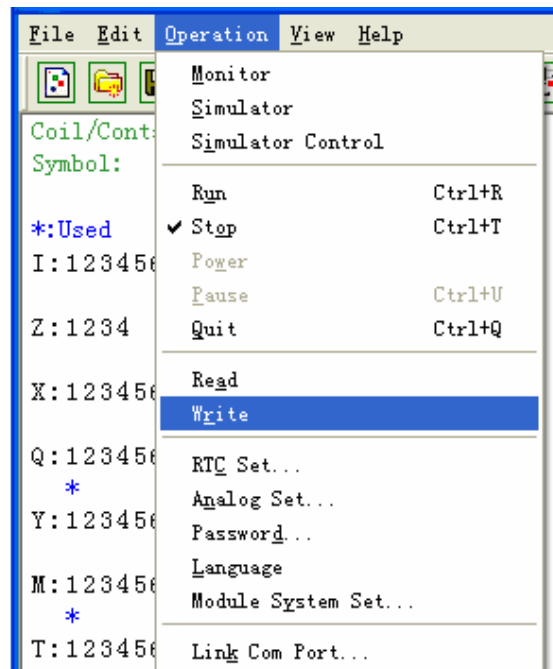 File Edit Operation View Help
Monitor
Simulator
Coil/Cont
Simulator Control
Symbol:
Run Ctrl+R
*:Used ✔ Stop Ctrl+T
I:123456
Power
Pause Ctrl+U
Z:1234 Quit Ctrl+Q
Read
X:123456
Write
Q:123456 RTC Set...
*
Analog Set...
Y:123456
Password...
Language
M:123456
Module System Set...
*
T:123456 Link Com Port...